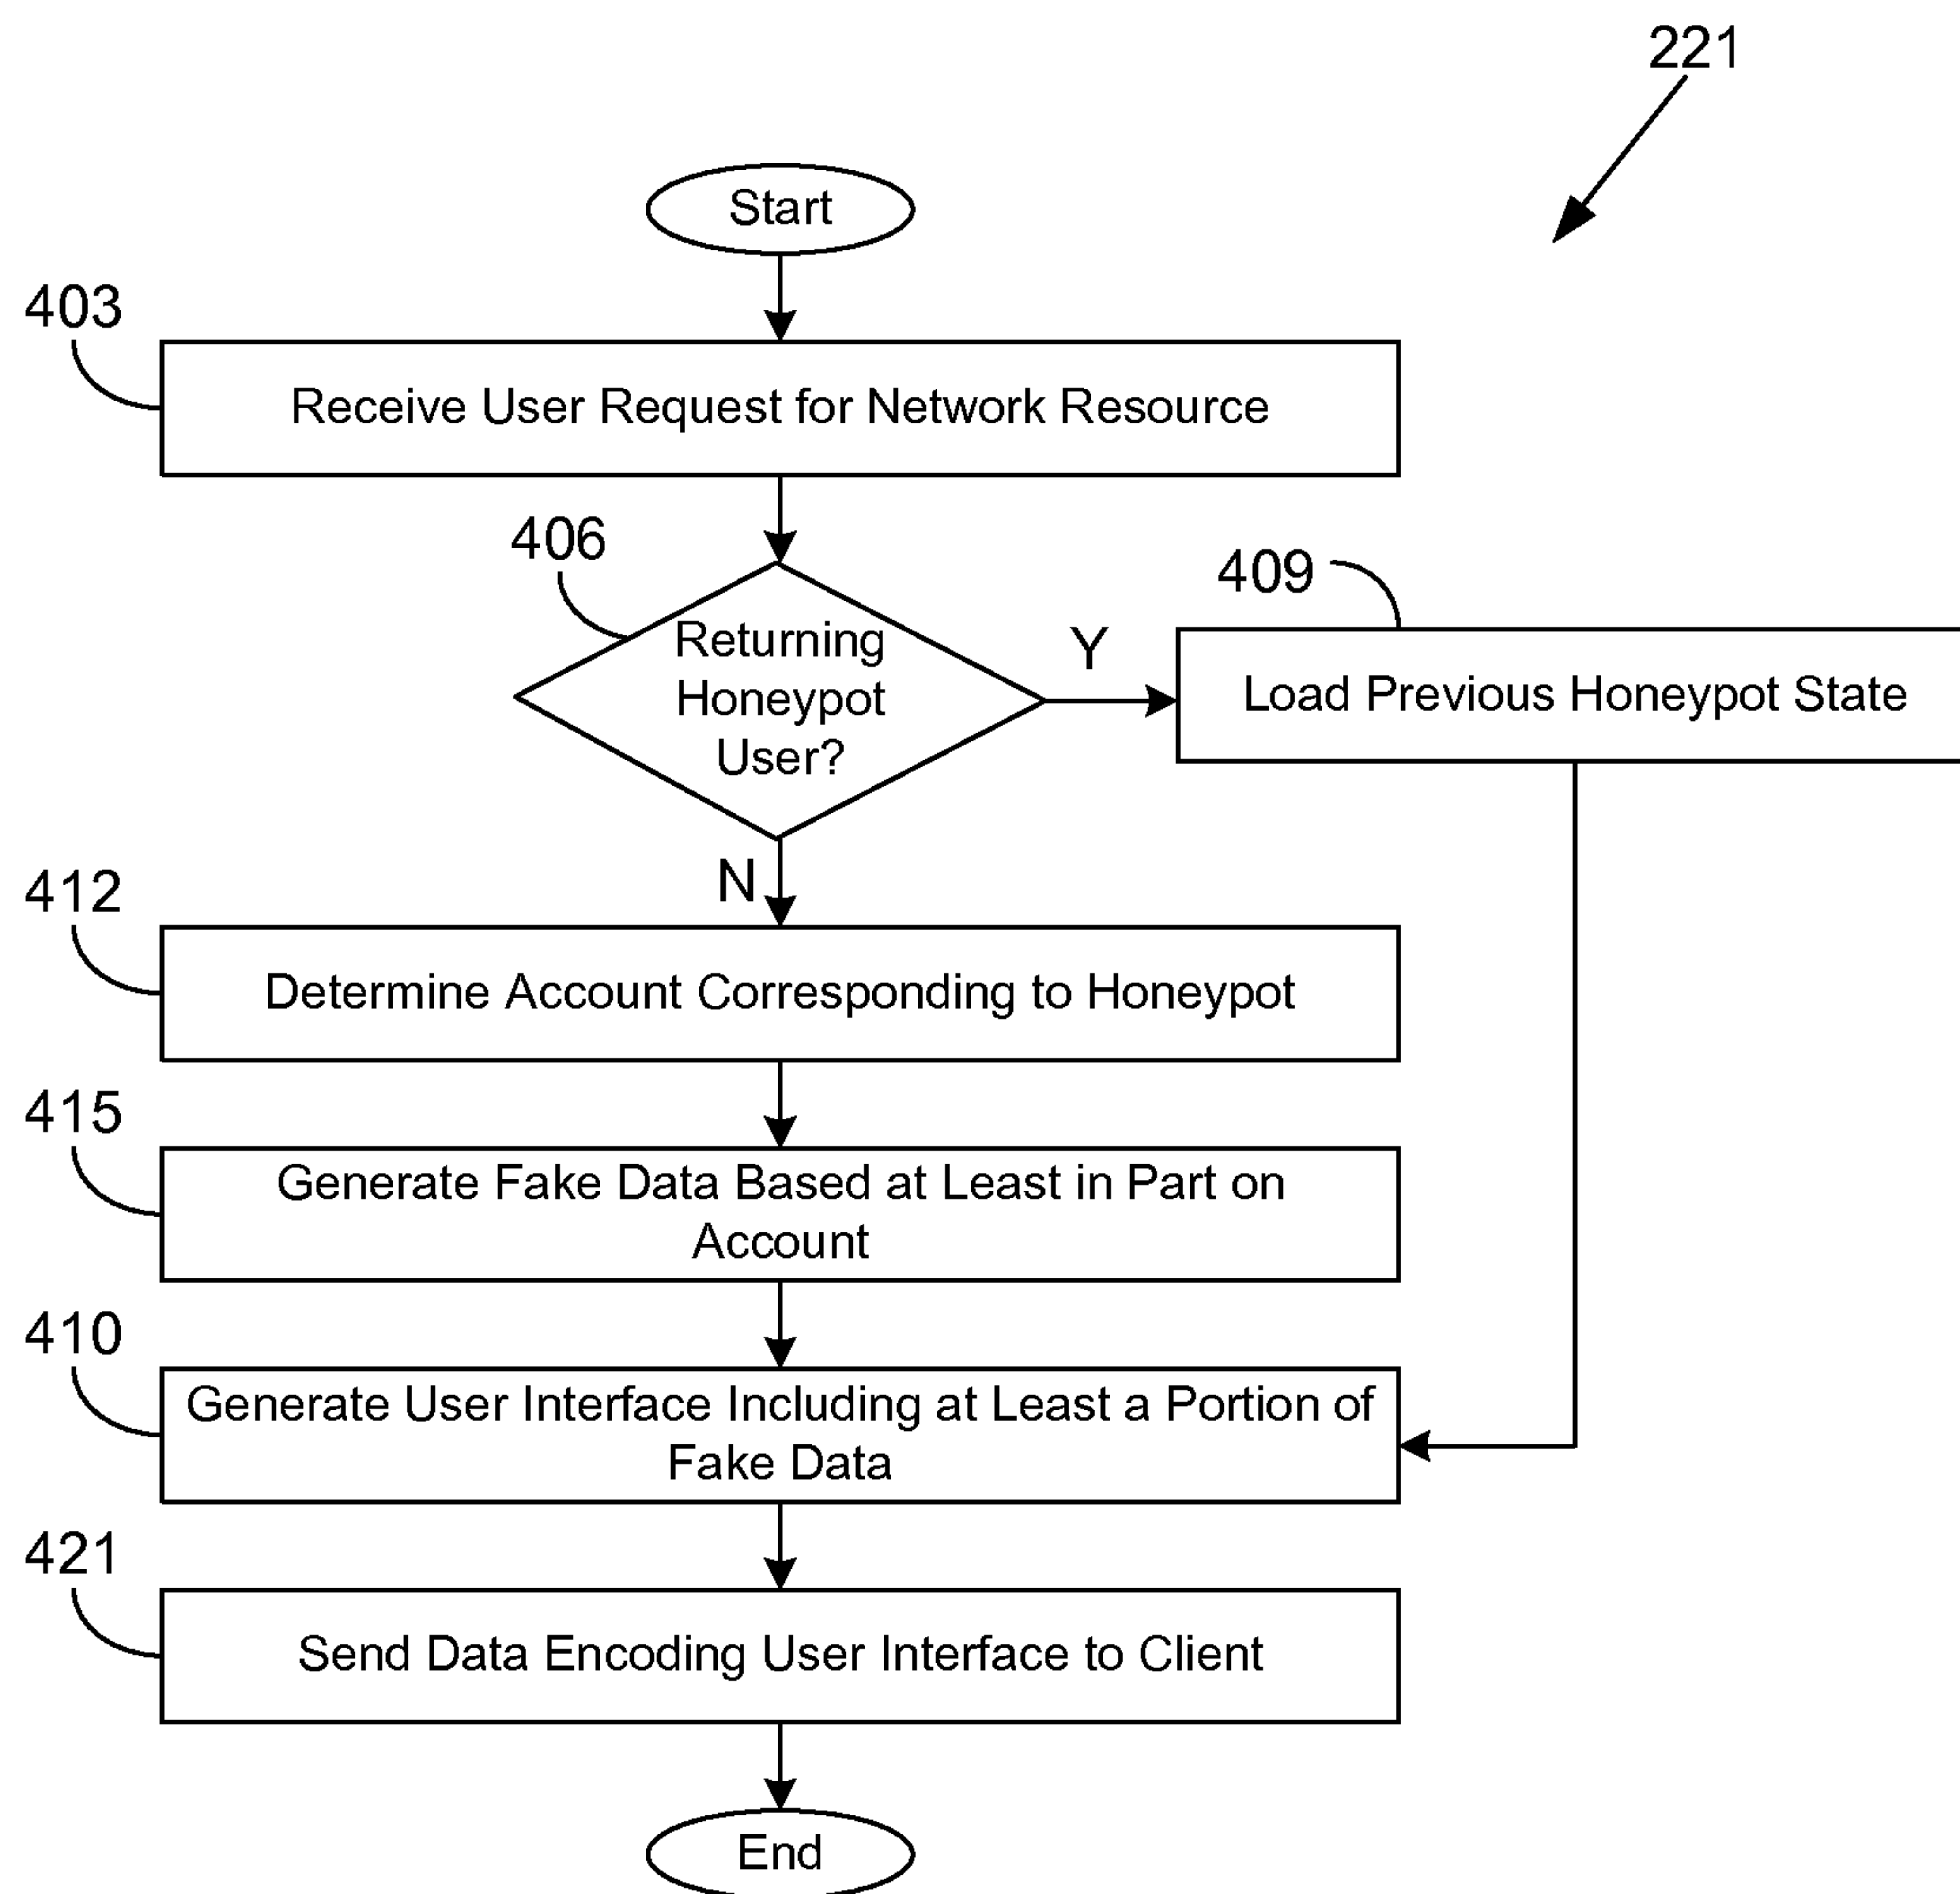 221
Start
403
Receive User Request for Network Resource
406
Returning
Honeypot
User?
Y
409
Load Previous Honeypot State
N
412
Determine Account Corresponding to Honeypot
415
Generate Fake Data Based at Least in Part on
Account
410
Generate User Interface Including at Least a Portion of
Fake Data
421
Send Data Encoding User Interface to Client
End